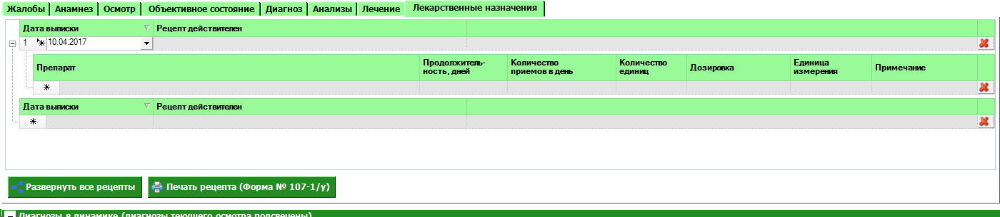 Жалобы Анамнез Осмотр Объективное состояние Диагноз Анализы Лечение Лекарственные назначения
Дата выписки Рецепт действителен
1 10.04.2017
Препарат Продолжитель-ность, дней Количество приемов в день Количество единиц Дозировка Единица измерения Примечание
Дата выписки Рецепт действителен
Развернуть все рецепты Печать рецепта (Форма № 107-1/у)
Диагнозы в динамике (диагнозы текущего осмотра подсвечены)